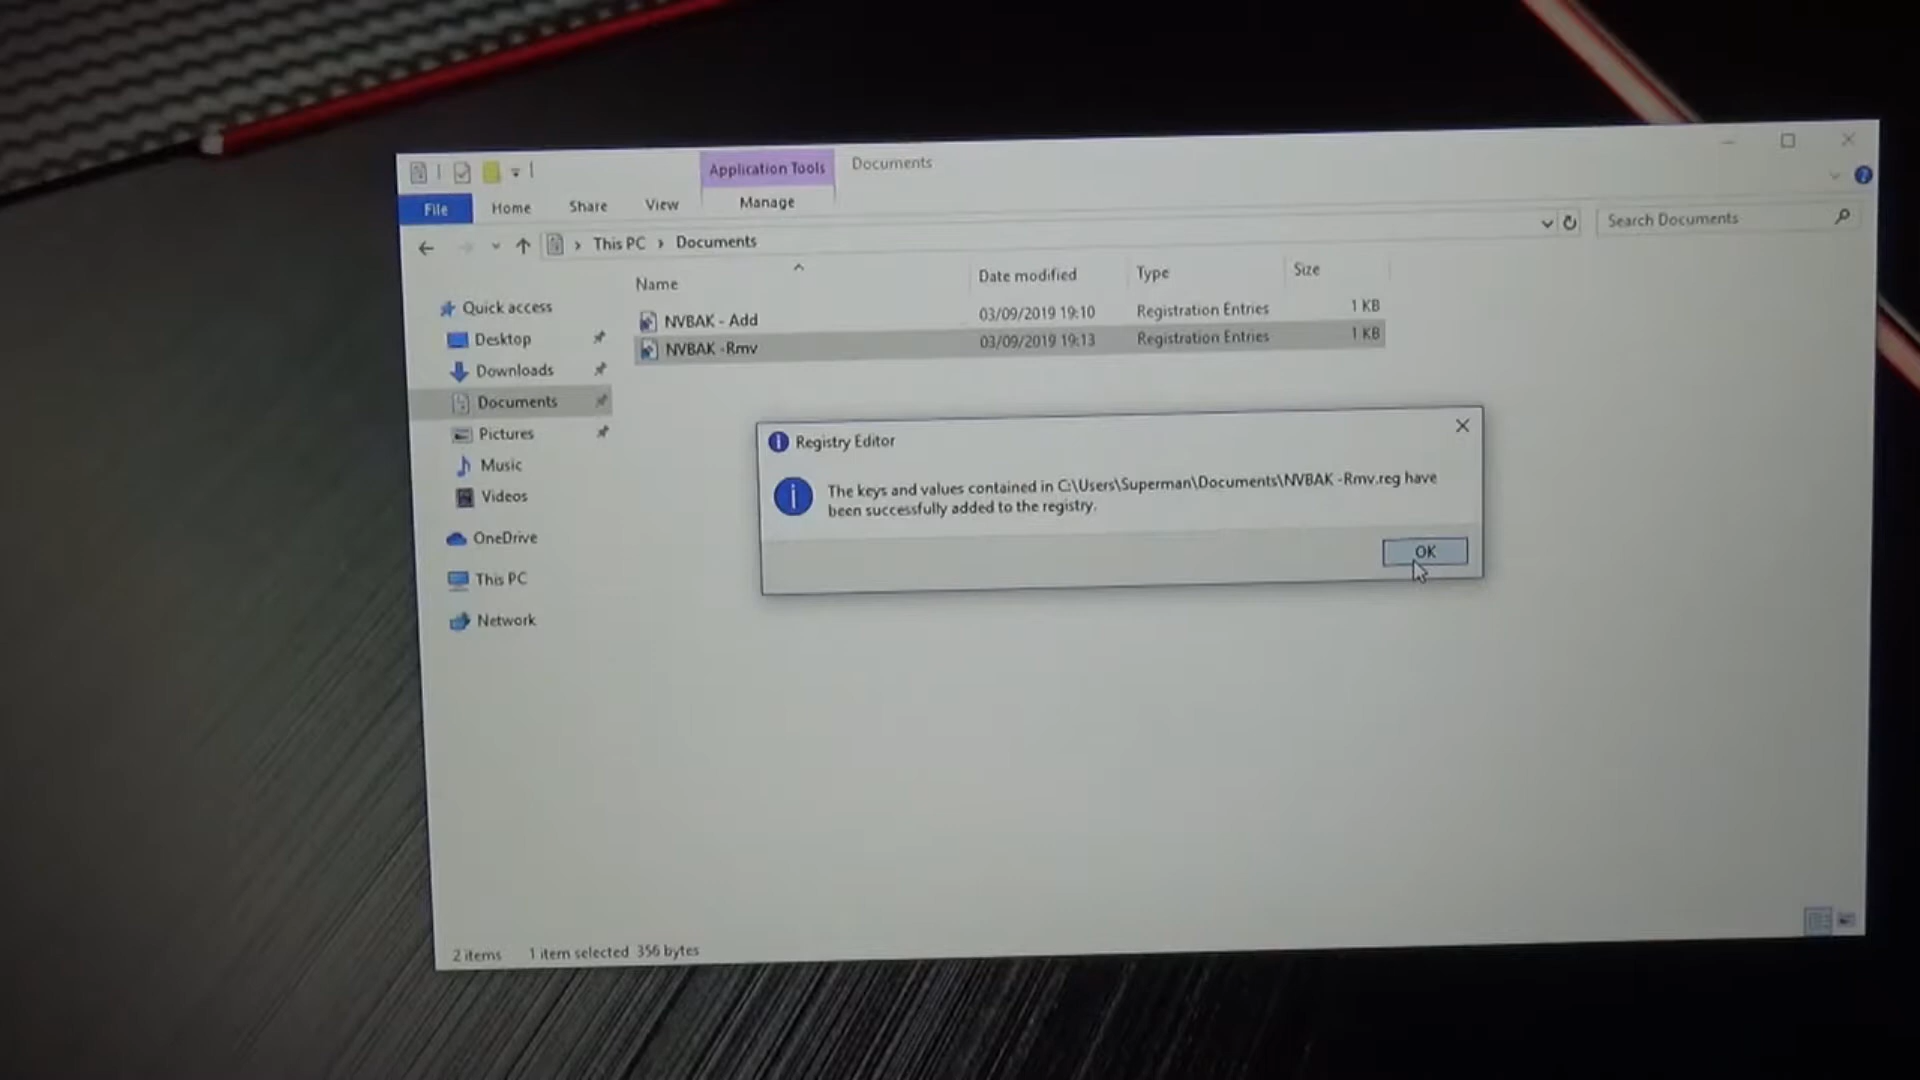 Application Tools
Documents
File
Home
Share
View
Manage
This PC
Documents
Search Documents
Name
Date modified
Type
Size
NVBAK - Add
03/09/2019 19:10
Registration Entries
1 KB
NVBAK -Rmv
03/09/2019 19:13
Registration Entries
1 KB
Quick access
Desktop
Downloads
Documents
Pictures
Music
Videos
OneDrive
This PC
Network
Registry Editor
The keys and values contained in C:\Users\Superman\Documents\NVBAK -Rmv.reg have
been successfully added to the registry.
OK
2 items
1 item selected 356 bytes